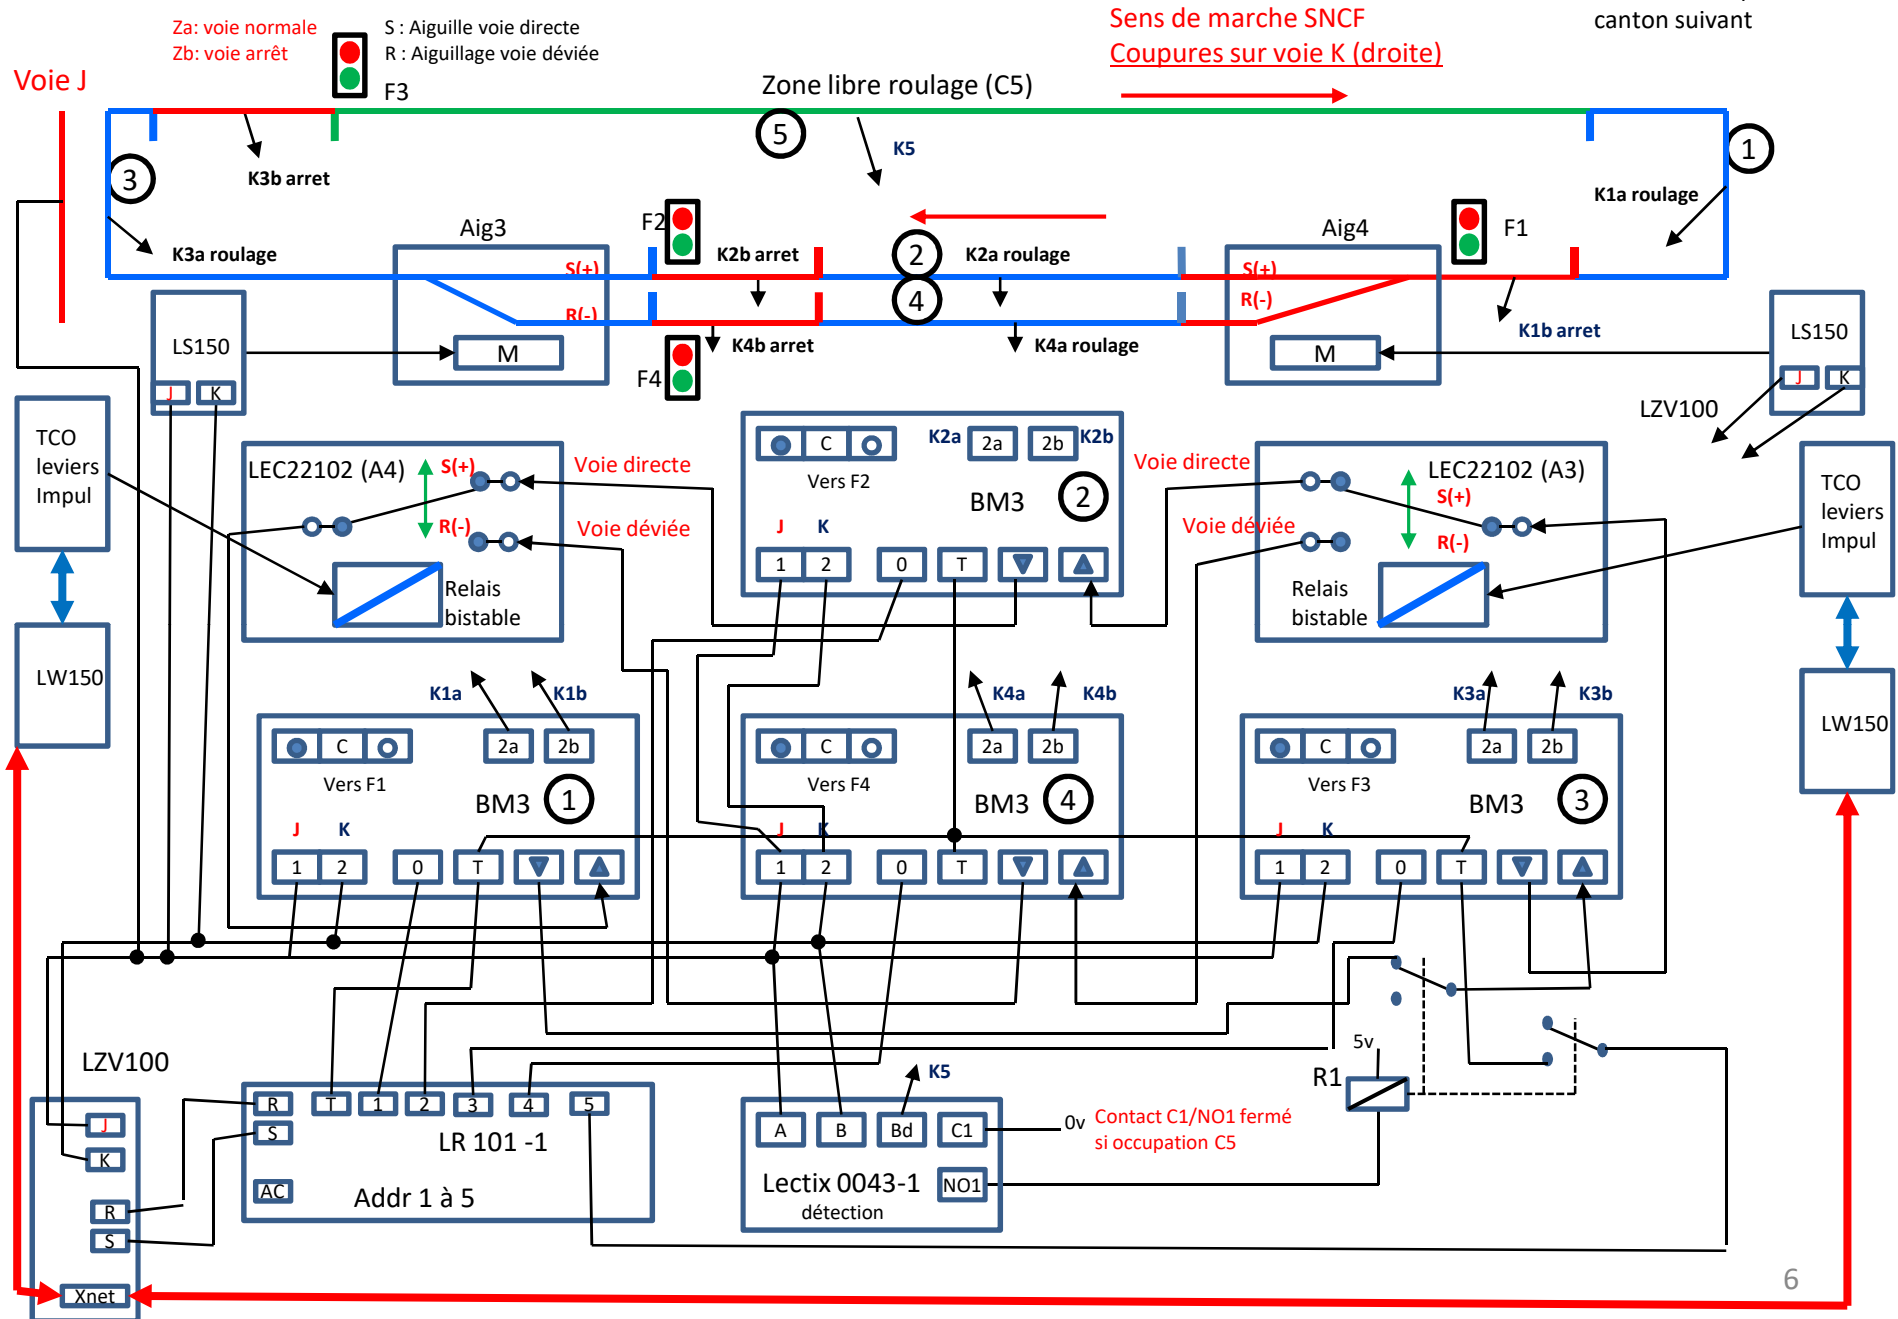 Za: voie normale
Zb: voie arrêt
S : Aiguille voie directe
R : Aiguillage voie déviée
Sens de marche SNCF
Coupures sur voie K (droite)
canton suivant
Voie J
F3
Zone libre roulage (C5)
5
K5
3
K3b arret
1
K1a roulage
K3a roulage
Aig3
S(+)
R(-)
M
F2
K2b arret
2
K2a roulage
4
K4b arret
K4a roulage
F4
Aig4
S(+)
R(-)
M
F1
K1b arret
LS150
J
K
LS150
J
K
LZV100
TCO
leviers
Impul
LW150
LEC22102 (A4)
S(+)
R(-)
Relais
bistable
Voie directe
Voie déviée
C
Vers F2
K2a
2a
2b
K2b
BM3
2
J
K
1
2
0
T
Voie directe
Voie déviée
LEC22102 (A3)
S(+)
R(-)
Relais
bistable
TCO
leviers
Impul
LW150
K1a
K1b
C
2a
2b
Vers F1
BM3
1
J
K
1
2
0
T
K4a
K4b
C
2a
2b
Vers F4
BM3
4
J
K
1
2
0
T
K3a
K3b
C
2a
2b
Vers F3
BM3
3
J
K
1
2
0
T
LZV100
J
K
R
S
Xnet
R
S
AC
T
1
2
3
4
5
LR 101 -1
Addr 1 à 5
K5
A
B
Bd
C1
NO1
Lectix 0043-1
détection
0v
Contact C1/NO1 fermé
si occupation C5
5v
R1
6